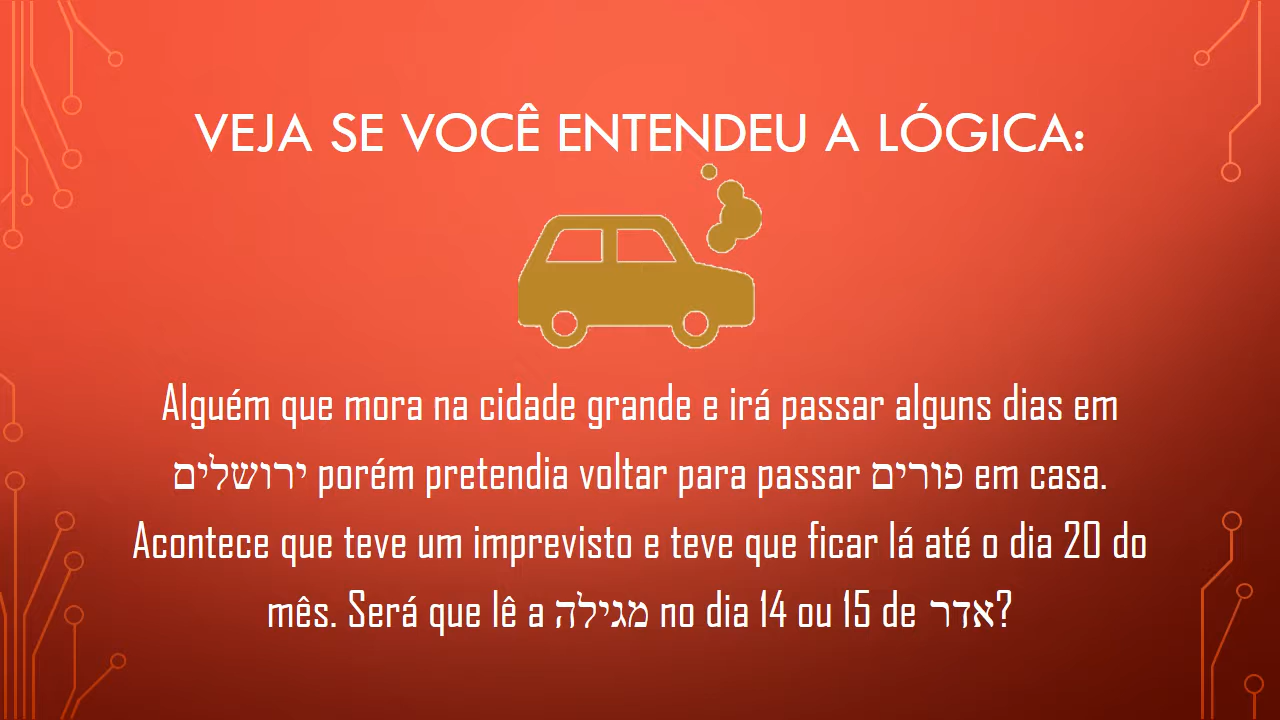 VEJA SE VOCÊ ENTENDEU A LÓGICA:
Alguém que mora na cidade grande e irá passar alguns dias em
ירושלים porém pretendia voltar para passar פורים em casa.
Acontece que teve um imprevisto e teve que ficar lá até o dia 20 do
mês. Será que lê a מגילה no dia 14 ou 15 de אדר?